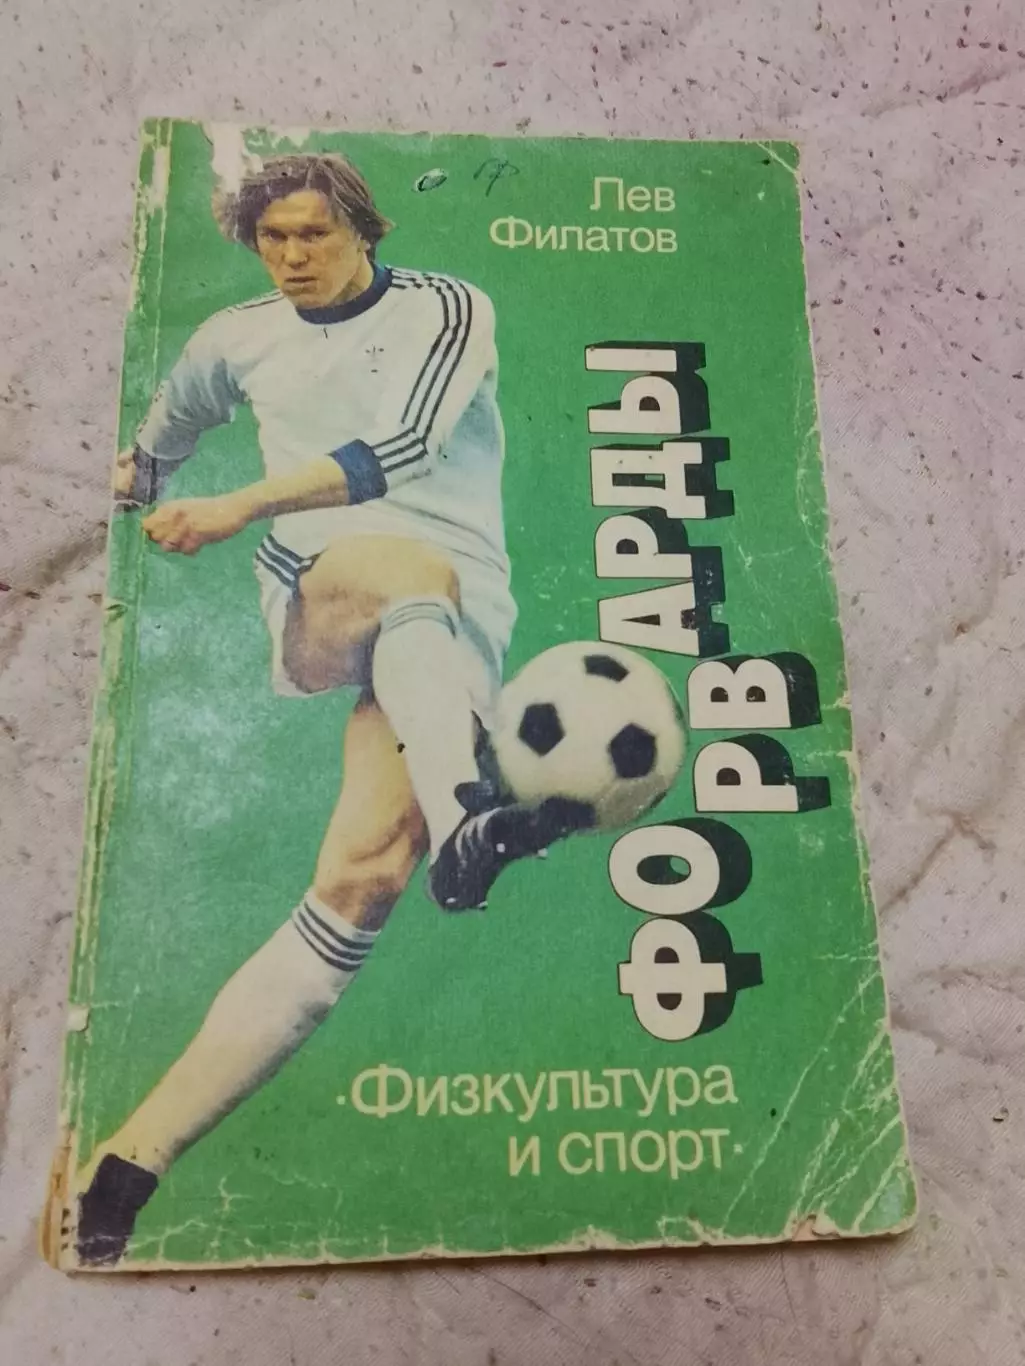 Лев
Филатов
ФОРВАРДЫ
·Физкультура
и спорт·